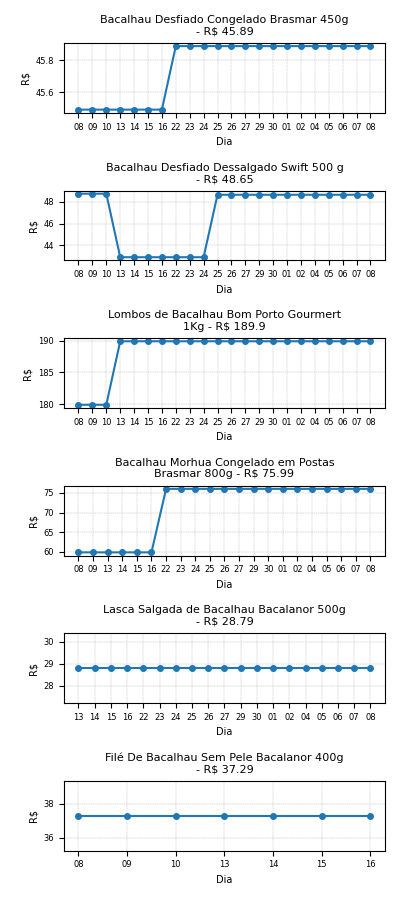 Bacalhau Desfiado Congelado Brasmar 450g
- R$ 45.89
45.8
45.6
R$
08 09 10 13 14 15 16 22 23 24 25 26 27 29 30 01 02 04 05 06 07 08
Dia
Bacalhau Desfiado Dessalgado Swift 500 g
- R$ 48.65
48
46
44
R$
08 09 10 13 14 15 16 22 23 24 25 26 27 29 30 01 02 04 05 06 07 08
Dia
Lombos de Bacalhau Bom Porto Gourmert
1Kg - R$ 189.9
190
185
180
R$
08 09 10 13 14 15 16 22 23 24 25 26 27 29 30 01 02 04 05 06 07 08
Dia
Bacalhau Morhua Congelado em Postas
Brasmar 800g - R$ 75.99
75
70
65
60
R$
08 09 13 14 15 16 22 23 24 25 26 27 29 30 01 02 04 05 06 07 08
Dia
Lasca Salgada de Bacalhau Bacalanor 500g
- R$ 28.79
30
29
28
R$
13 14 15 16 22 23 24 25 26 27 29 30 01 02 04 05 06 07 08
Dia
Filé De Bacalhau Sem Pele Bacalanor 400g
- R$ 37.29
38
36
R$
08 09 10 13 14 15 16
Dia